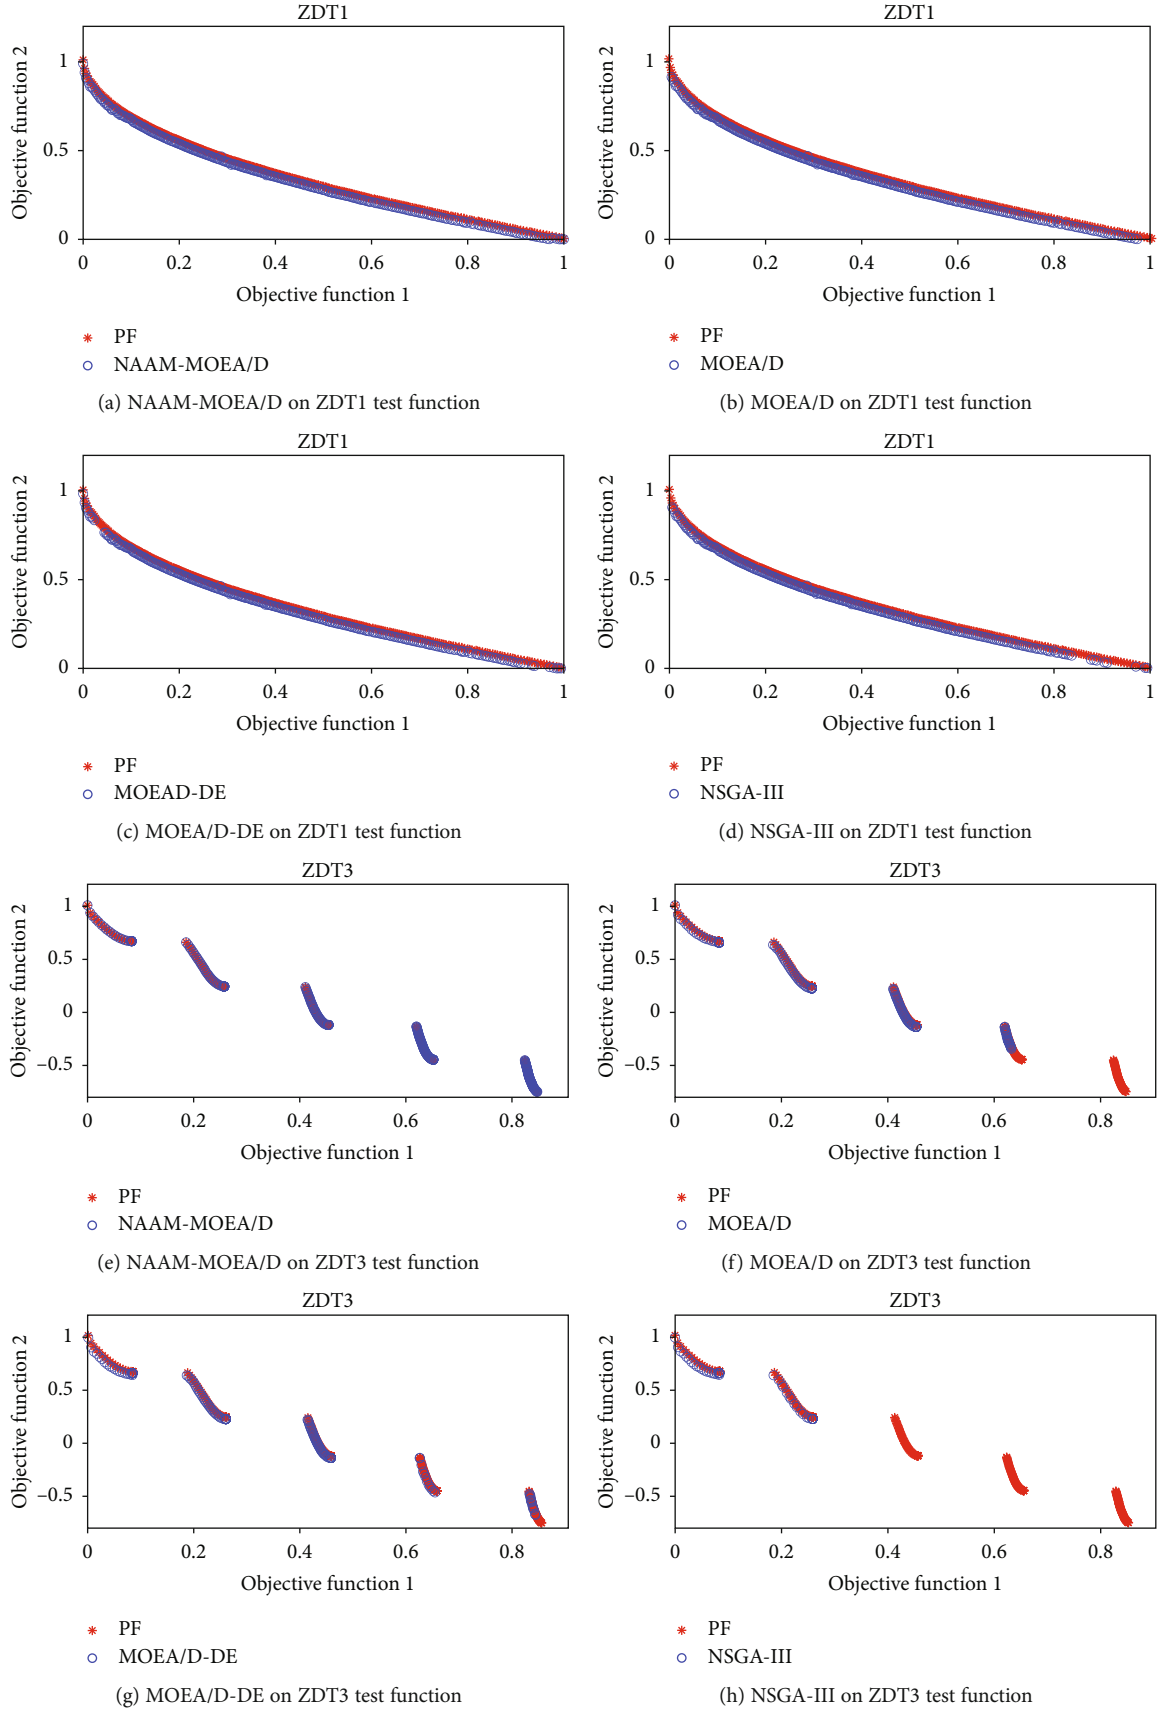 ZDT1
Objective function 2
1
0.5
0
0 0.2 0.4 0.6 0.8 1
Objective function 1
PF
NAAM-MOEA/D
(a) NAAM-MOEA/D on ZDT1 test function
ZDT1
Objective function 2
1
0.5
0
0 0.2 0.4 0.6 0.8 1
Objective function 1
PF
MOEA/D
(b) MOEA/D on ZDT1 test function
ZDT1
Objective function 2
1
0.5
0
0 0.2 0.4 0.6 0.8 1
Objective function 1
PF
MOEAD-DE
(c) MOEA/D-DE on ZDT1 test function
ZDT1
Objective function 2
1
0.5
0
0 0.2 0.4 0.6 0.8 1
Objective function 1
PF
NSGA-III
(d) NSGA-III on ZDT1 test function
ZDT3
Objective function 2
1
0.5
0
–0.5
0 0.2 0.4 0.6 0.8
Objective function 1
PF
NAAM-MOEA/D
(e) NAAM-MOEA/D on ZDT3 test function
ZDT3
Objective function 2
1
0.5
0
–0.5
0 0.2 0.4 0.6 0.8
Objective function 1
PF
MOEA/D
(f) MOEA/D on ZDT3 test function
ZDT3
Objective function 2
1
0.5
0
–0.5
0 0.2 0.4 0.6 0.8
Objective function 1
PF
MOEA/D-DE
(g) MOEA/D-DE on ZDT3 test function
ZDT3
Objective function 2
1
0.5
0
–0.5
0 0.2 0.4 0.6 0.8
Objective function 1
PF
NSGA-III
(h) NSGA-III on ZDT3 test function